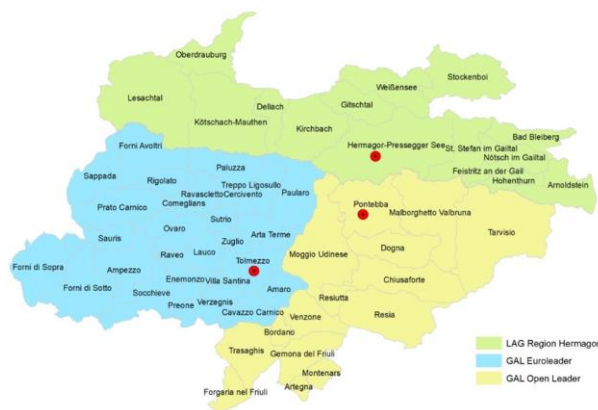 Oberdrauburg
Stockenboi
Weißensee
Lesachtal
Dellach
Gitschtal
Kötschach-Mauthen
Kirchbach
Bad Bleiberg
Forni Avoltri
Hermagor-Pressegger See
St. Stefan im Gailtal
Nötsch im Gailtal
Paluzza
Feistritz an der Gail
Sappada
Rigolato
Treppo Ligosullo
Hohenthurn
Arnoldstein
Ravascletto
Cercivento
Paularo
Prato Carnico
Comeglians
Pontebba
Malborghetto Valbruna
Sutrio
Ovaro
Arta Terme
Tarvisio
Sauris
Zuglio
Dogna
Lauco
Moggio Udinese
Raveo
Tolmezzo
Forni di Sopra
Ampezzo
Chiusaforte
Enemonzo
Villa Santina
Forni di Sotto
Amaro
Socchieve
Resiutta
Verzegnis
Preone
Cavazzo Carnico
Venzone
Resia
Bordano
LAG Region Hermagor
Trasaghis
Gemona del Friuli
GAL Euroleader
Montenars
GAL Open Leader
Artegna
Forgaria nel Friuli